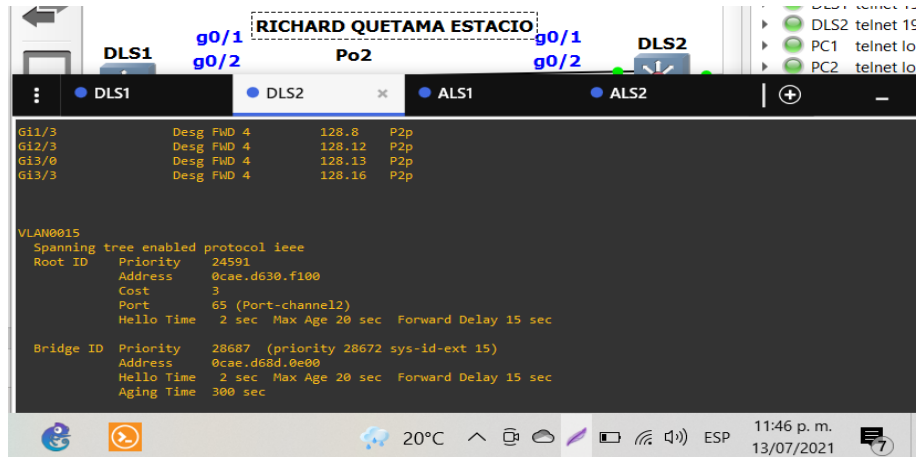 RICHARD QUETAMA ESTACIO
g0/1
g0/1
DLS1
g0/2
Po2
g0/2
DLS2
DLS2 telnet 19
PC1 telnet lo
PC2 telnet lo
DLS1
DLS2
ALS1
ALS2
Gi1/3 Desg FWD 4 128.8 P2p
Gi2/3 Desg FWD 4 128.12 P2p
Gi3/0 Desg FWD 4 128.13 P2p
Gi3/3 Desg FWD 4 128.16 P2p
VLAN0015
Spanning tree enabled protocol ieee
Root ID Priority 24591
Address 0cae.d630.f100
Cost 3
Port 65 (Port-channel2)
Hello Time 2 sec Max Age 20 sec Forward Delay 15 sec
Bridge ID Priority 28687 (priority 28672 sys-id-ext 15)
Address 0cae.d68d.0e00
Hello Time 2 sec Max Age 20 sec Forward Delay 15 sec
Aging Time 300 sec
20°C
ESP
11:46 p. m.
13/07/2021
7